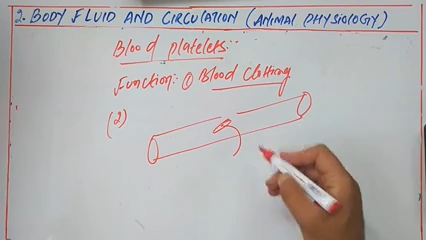 2. BODY FLUID AND CIRCULATION (ANIMAL PHYSIOLOGY)
Blood platelets:-
Function:- ① Blood Clotting
(2)